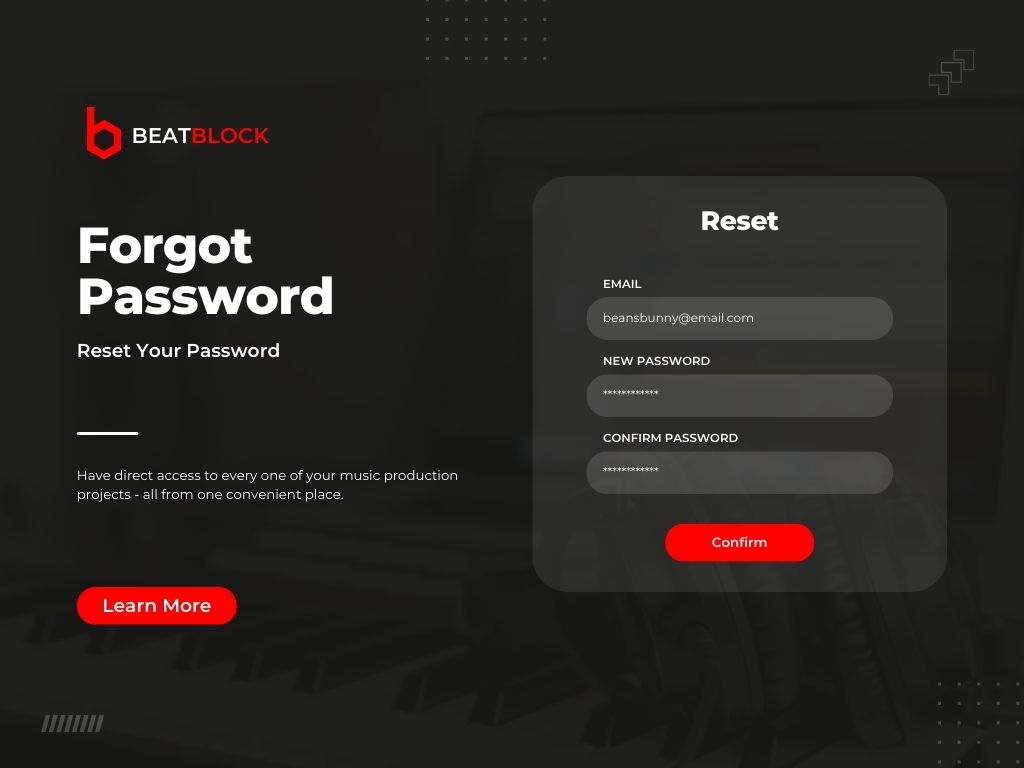 BEATBLOCK
Forgot
Password
Reset Your Password
Have direct access to every one of your music production
projects - all from one convenient place.
Learn More
Reset
EMAIL
beansbunny@email.com
NEW PASSWORD
************
CONFIRM PASSWORD
************
Confirm